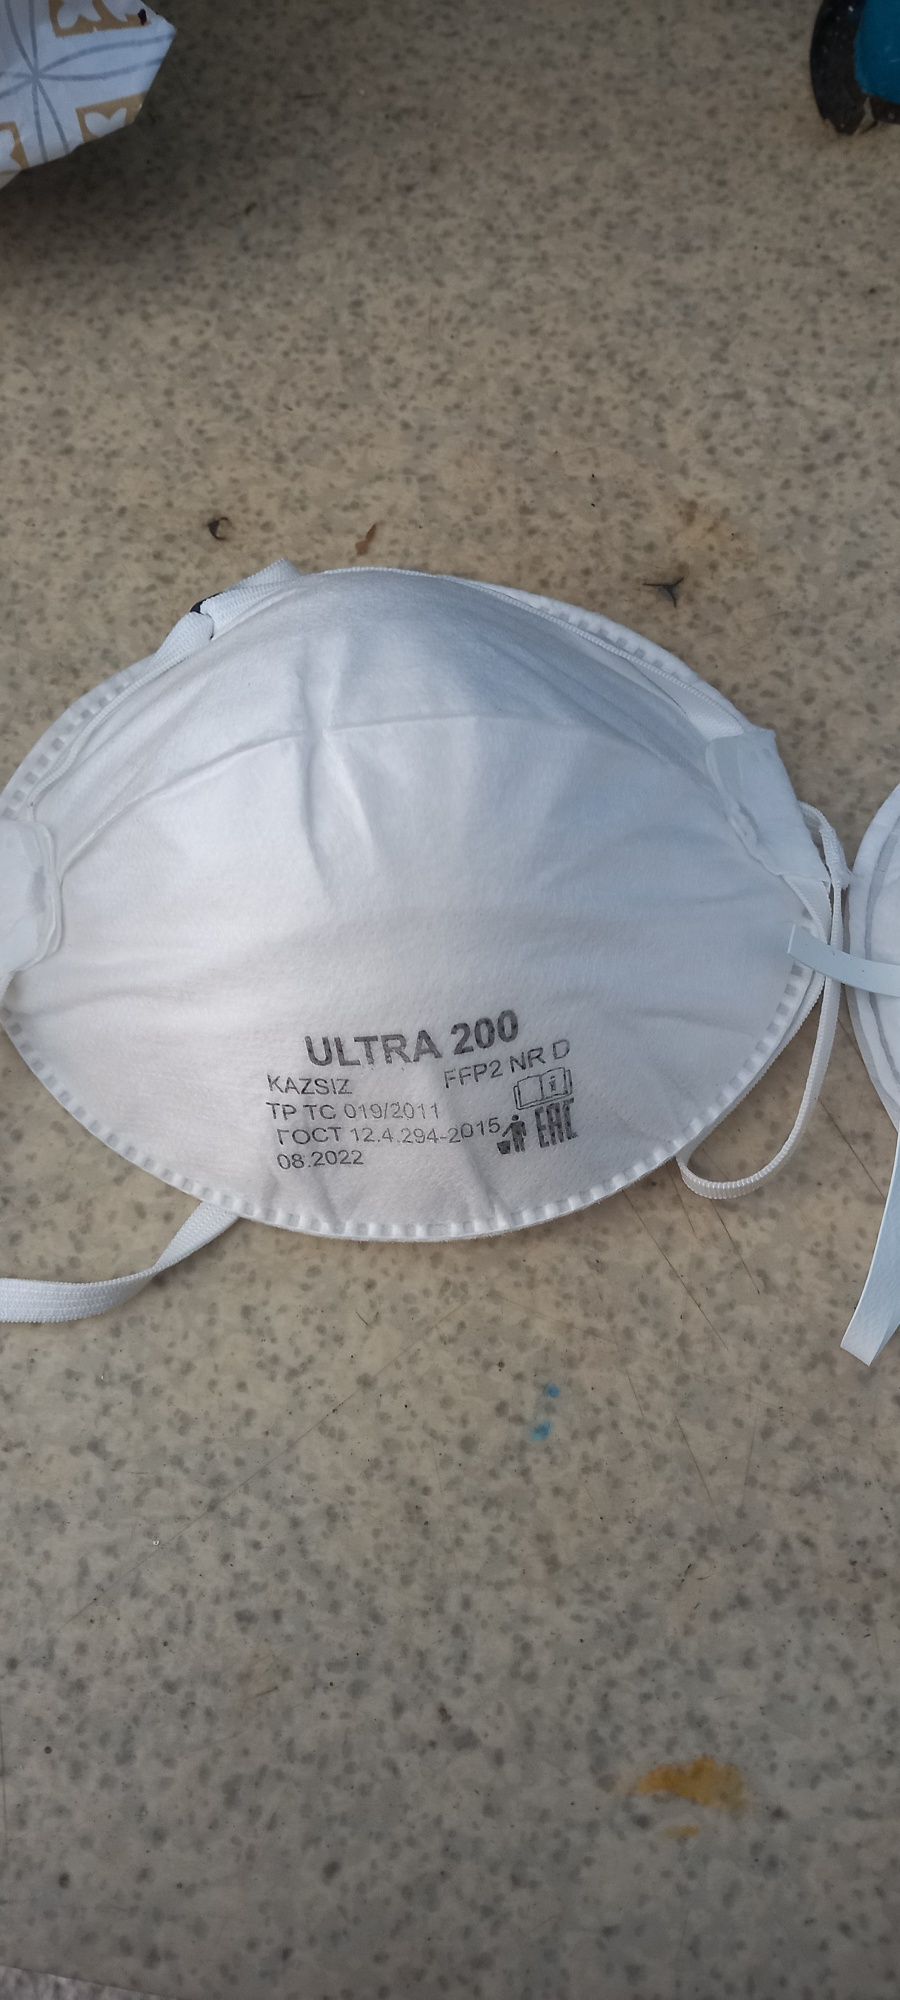 ULTRA 200
KAZSIZ FFP2 NR D
ТР ТС 019/2011
ГОСТ 12.4.294-2015
EAC
08.2022